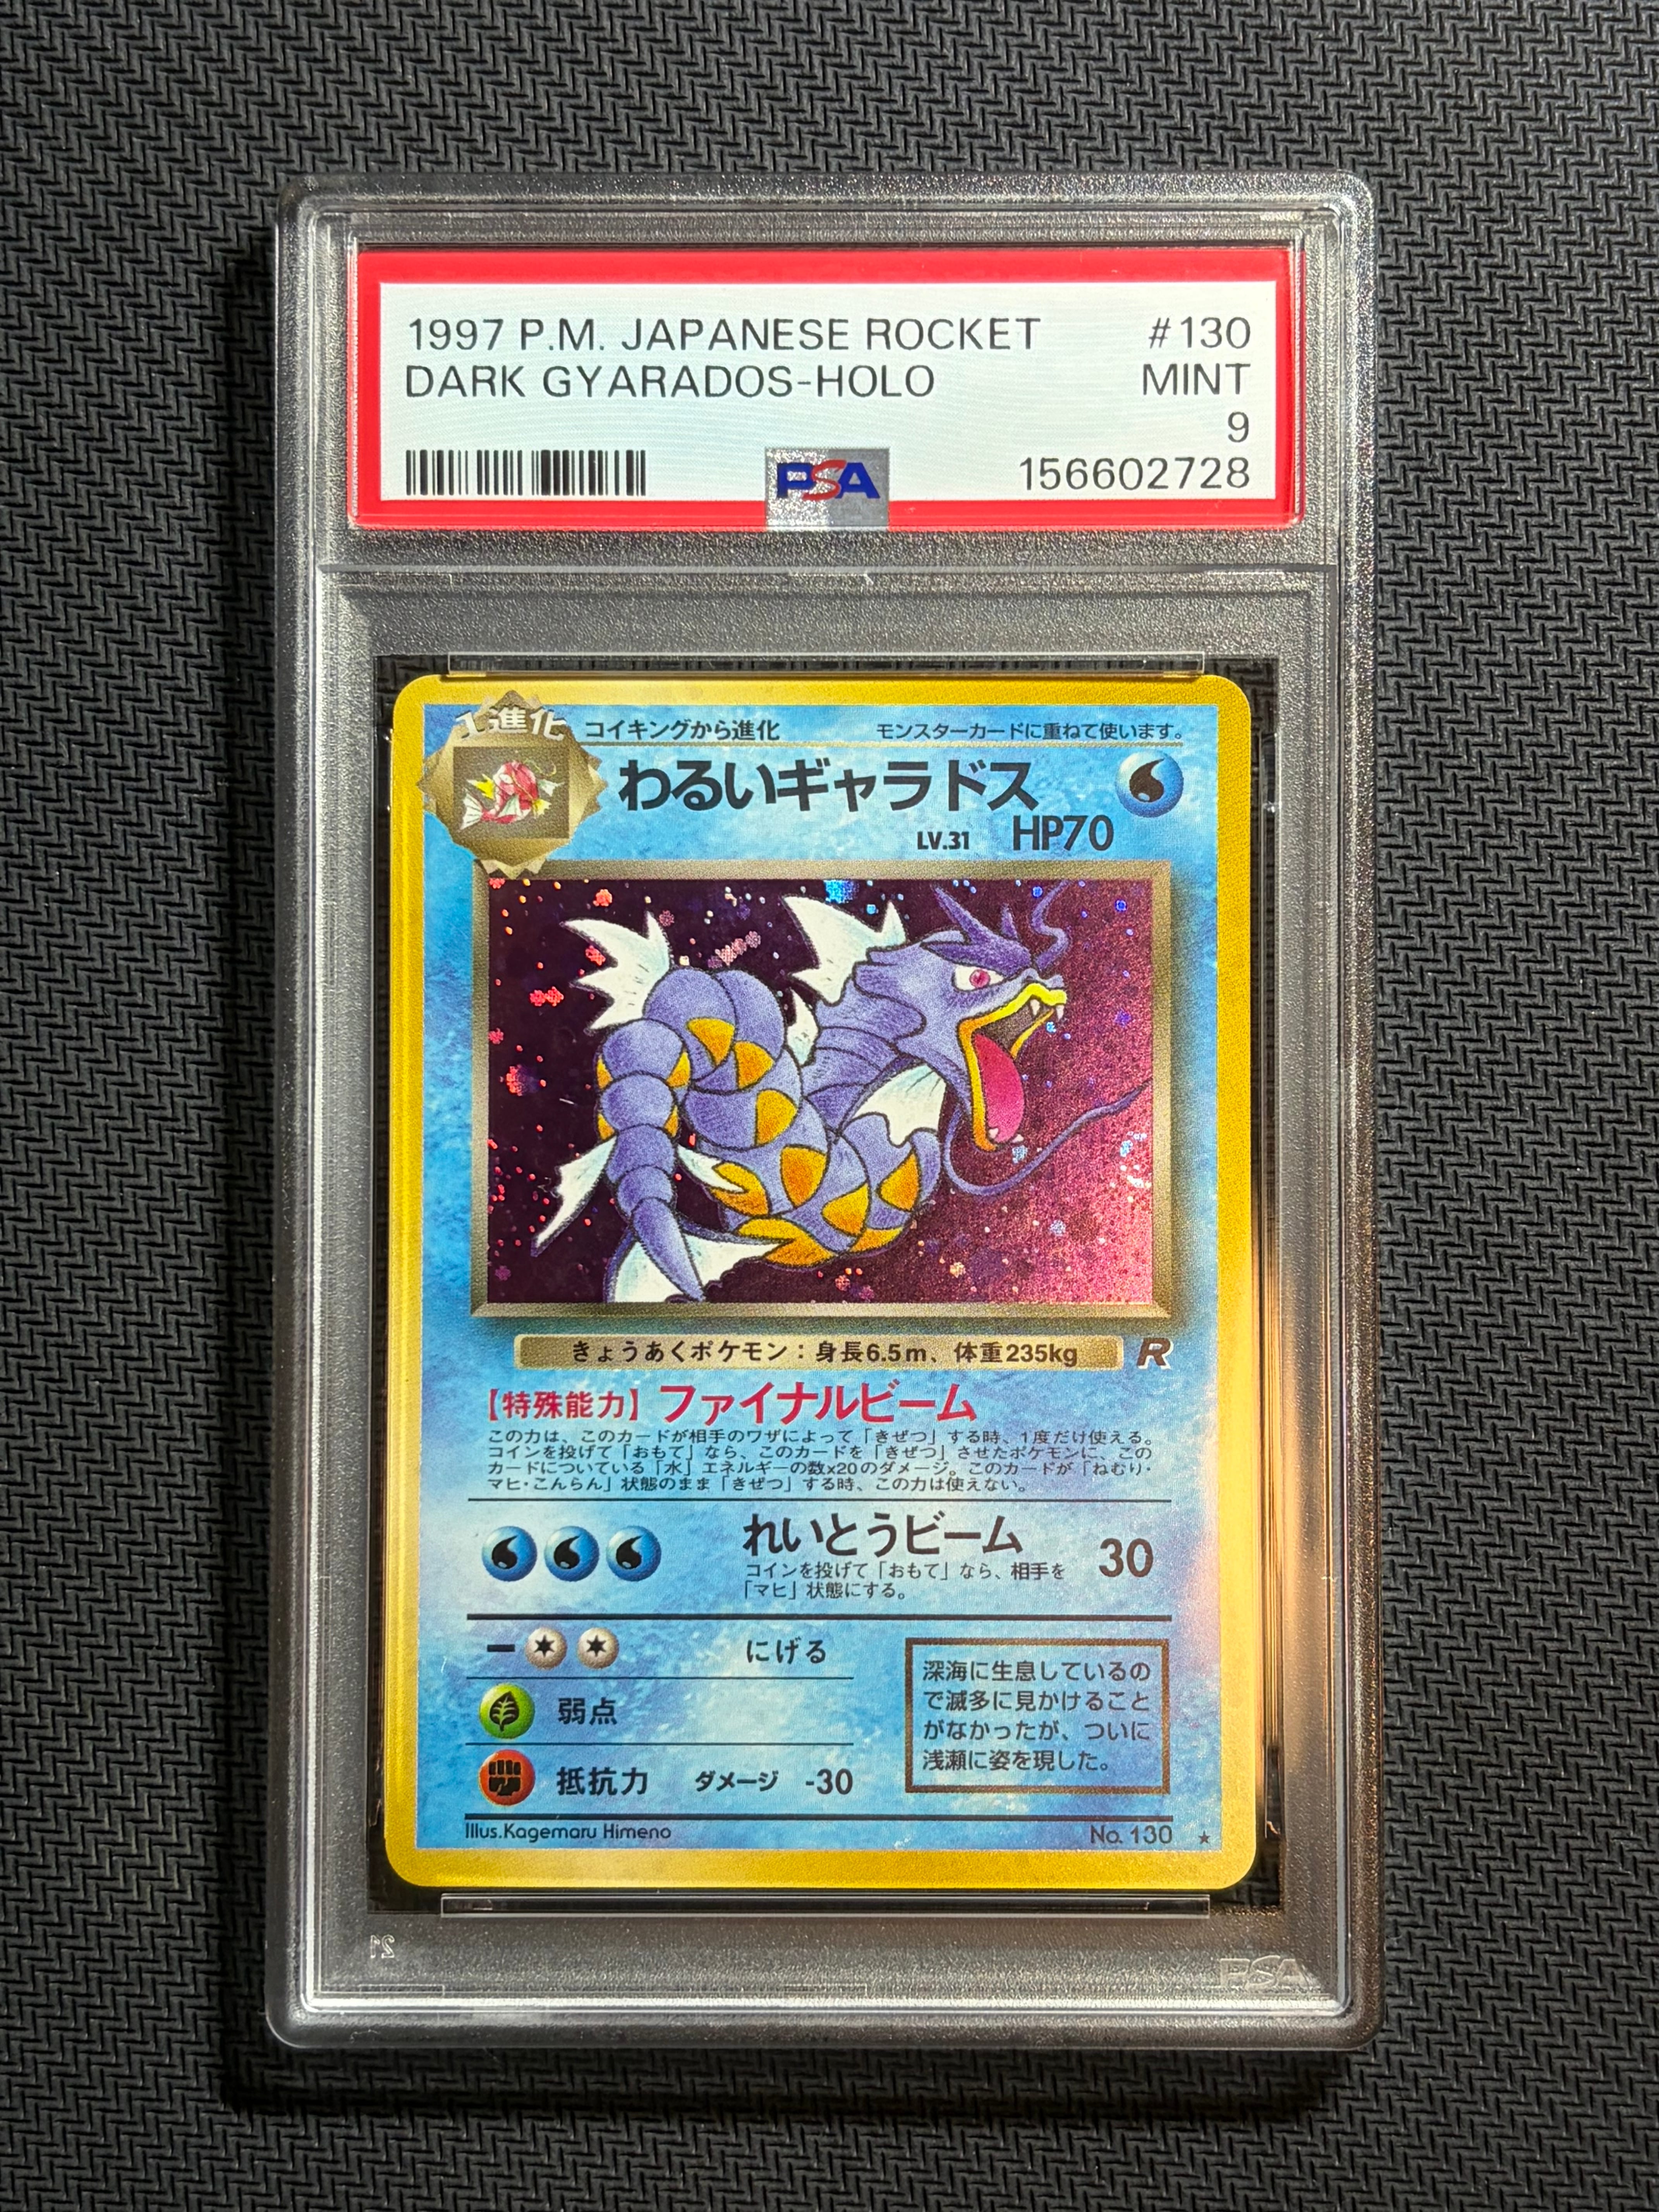 1997 P.M. JAPANESE ROCKET #130
DARK GYARADOS-HOLO MINT
9
PSA 156602728
1進化 コイキングから進化 モンスターカードに重ねて使います。
わるいギャラドス
LV.31 HP70
きょうあくポケモン：身長6.5m、体重235kg R
【特殊能力】ファイナルビーム
この力は、このカードが相手のワザによって「きぜつ」する時、1度だけ使える。
コインを投げて「おもて」なら、このカードを「きぜつ」させたポケモンに、この
カードについている「水」エネルギーの数x20のダメージ。このカードが「ねむり・
マヒ・こんらん」状態のまま「きぜつ」する時、この力は使えない。
れいとうビーム 30
コインを投げて「おもて」なら、相手を
「マヒ」状態にする。
にげる
弱点
抵抗力 ダメージ -30
深海に生息しているの
で滅多に見かけること
がなかったが、ついに
浅瀬に姿を現した。
Illus.Kagemaru Himeno No. 130 ★
21 PSA